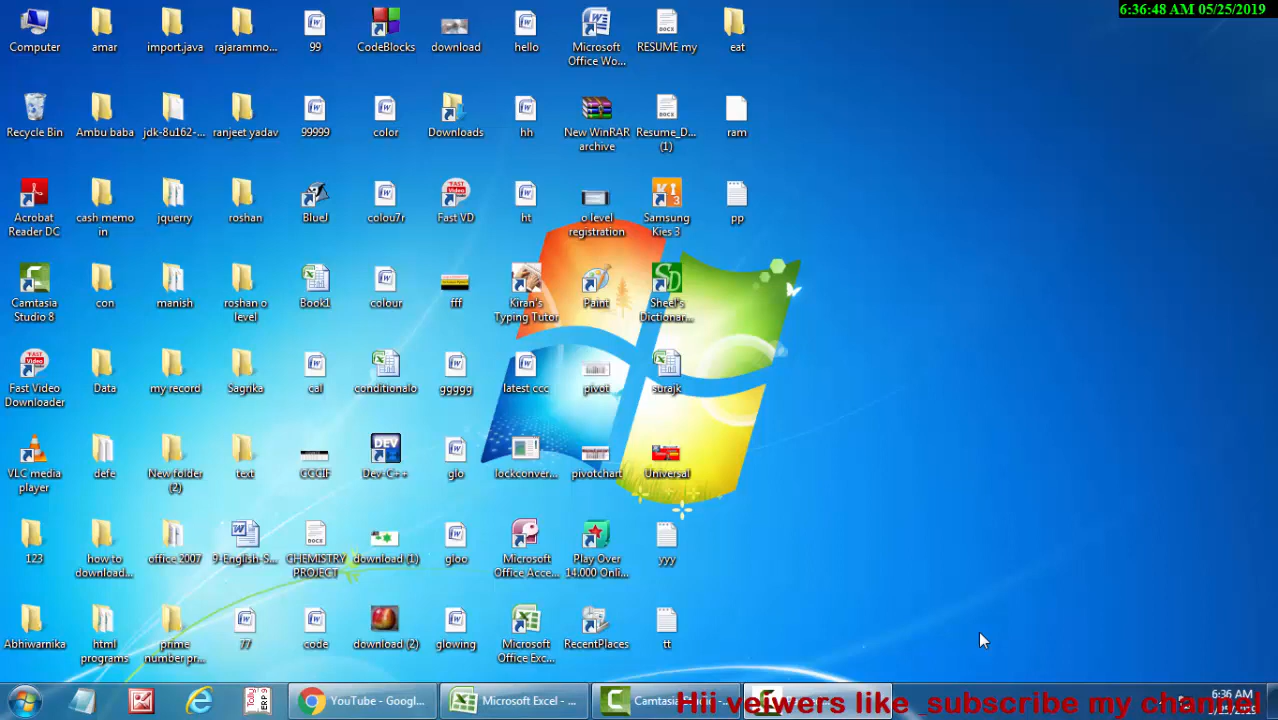 6:36:48 AM 05/25/2019
Computer
amar
import.java
rajarammo...
99
CodeBlocks
download
hello
Microsoft
Office Wo...
RESUME my
eat
Recycle Bin
Ambu baba
jdk-8u162-...
ranjeet yadav
99999
color
Downloads
hh
New WinRAR
archive
Resume_D...
(1)
ram
Acrobat
Reader DC
cash memo
in
jquerry
roshan
BlueJ
colou7r
Fast VD
ht
o level
registration
Samsung
Kies 3
pp
Camtasia
Studio 8
con
manish
roshan o
level
Book1
colour
fff
Kiran's
Typing Tutor
Paint
Sheel's
Dictionar...
Fast Video
Downloader
Data
my record
Sagrika
cal
conditionalo
ggggg
latest ccc
pivot
surajk
VLC media
player
defe
New folder
(2)
text
CCCIF
Dev-C++
glo
lockconver...
pivotchart
Universal
123
how to
download...
office 2007
9-English-S...
CHEMISTRY
PROJECT
download (1)
gloo
Microsoft
Office Acce...
Play Over
14,000 Onli...
yyy
Abhiwarnika
html
programs
prime
number pr...
77
code
download (2)
glowing
Microsoft
Office Exc...
RecentPlaces
tt
YouTube - Googl...
Microsoft Excel - ...
Hii veiwers like_subscribe my channel
6:36 AM